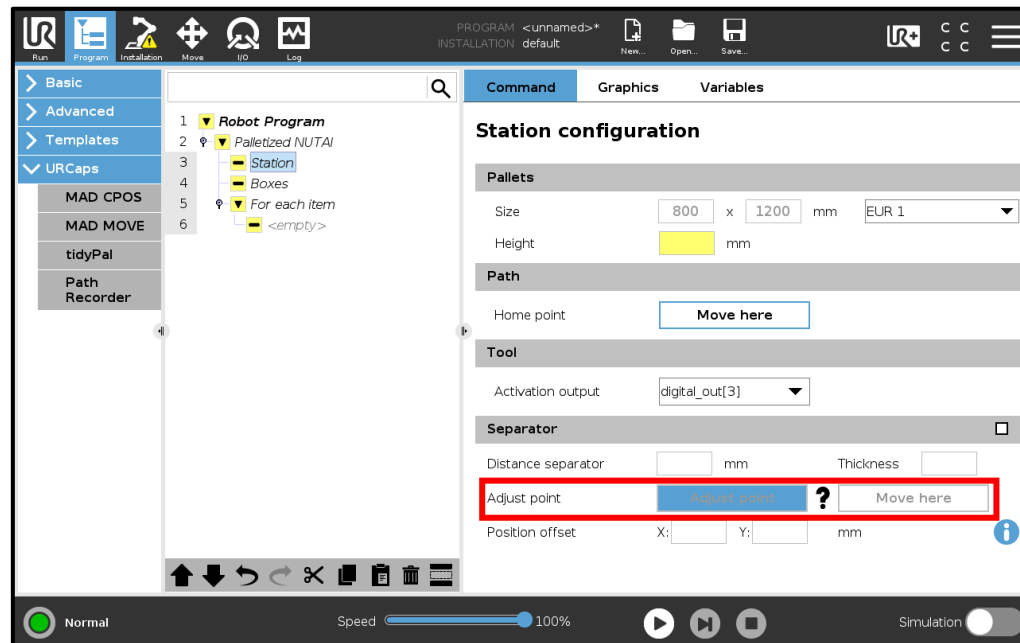 PROGRAM <unnamed>*
INSTALLATION default
UR+
C C
C C
Run Program Installation Move I/O Log New... Open... Save...
Basic
Advanced
Templates
URCaps
MAD CPOS
MAD MOVE
tidyPal
Path
Recorder
1 Robot Program
2 Palletized NUTAI
3 Station
4 Boxes
5 For each item
6 <empty>
Command Graphics Variables
Station configuration
Pallets
Size 800 x 1200 mm EUR 1
Height mm
Path
Home point Move here
Tool
Activation output digital_out[3]
Separator
Distance separator mm Thickness
Adjust point Adjust point ? Move here
Position offset X: Y: mm
Normal
Speed 100%
Simulation